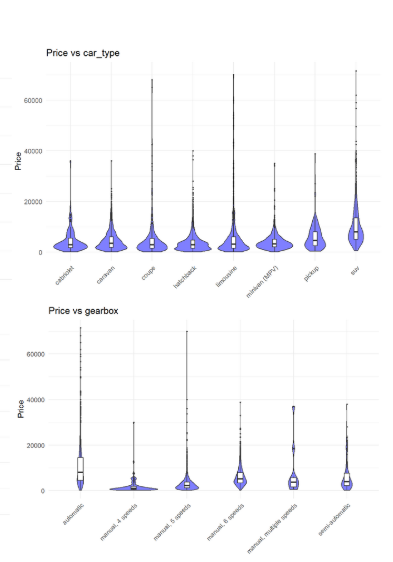 Price vs car_type
Price
60000
40000
20000
0
cabriolet
caravan
coupe
hatchback
limousine
minivan (MPV)
pickup
suv
Price vs gearbox
Price
60000
40000
20000
0
automatic
manual, 4 speeds
manual, 5 speeds
manual, 6 speeds
manual, multiple speeds
semi-automatic